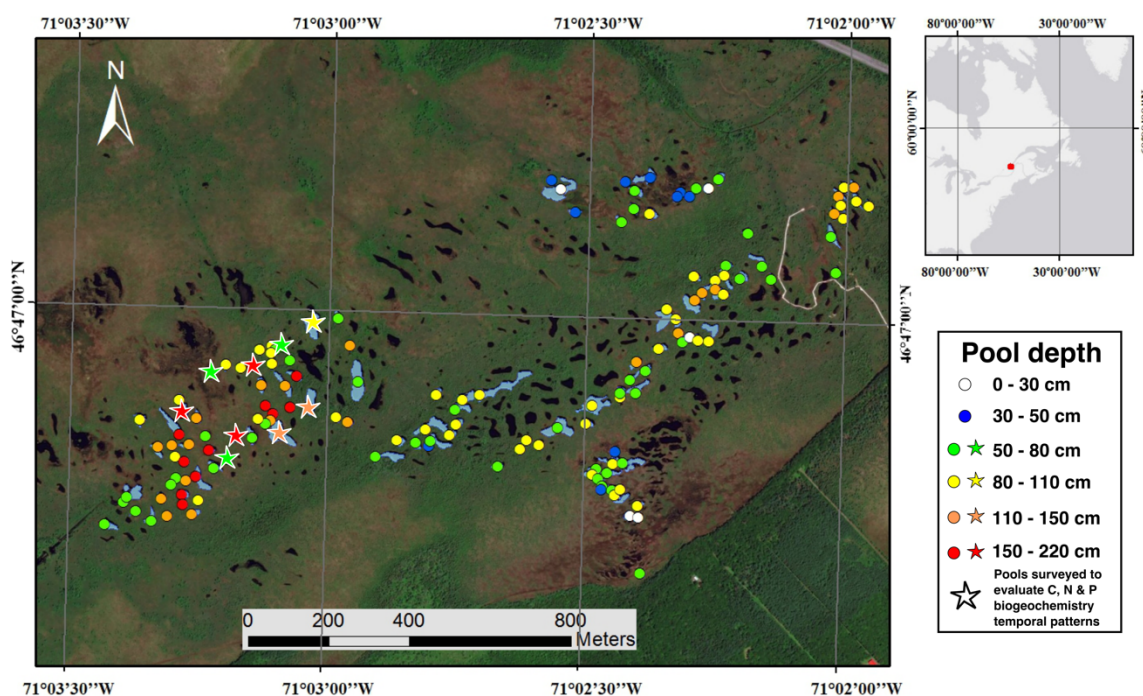 71°03’30’’W 71°03’00’’W 71°02’30’’W 71°02’00’’W
N
46°47’00’’N
46°47’00’’N
0 200 400 800
Meters
71°03’30’’W 71°03’00’’W 71°02’30’’W 71°02’00’’W
80°00’00’’W 30°00’00’’W
60°00’00’’N
80°00’00’’W 30°00’00’’W
Pool depth
0 - 30 cm
30 - 50 cm
50 - 80 cm
80 - 110 cm
110 - 150 cm
150 - 220 cm
Pools surveyed to
evaluate C, N & P
biogeochemistry
temporal patterns